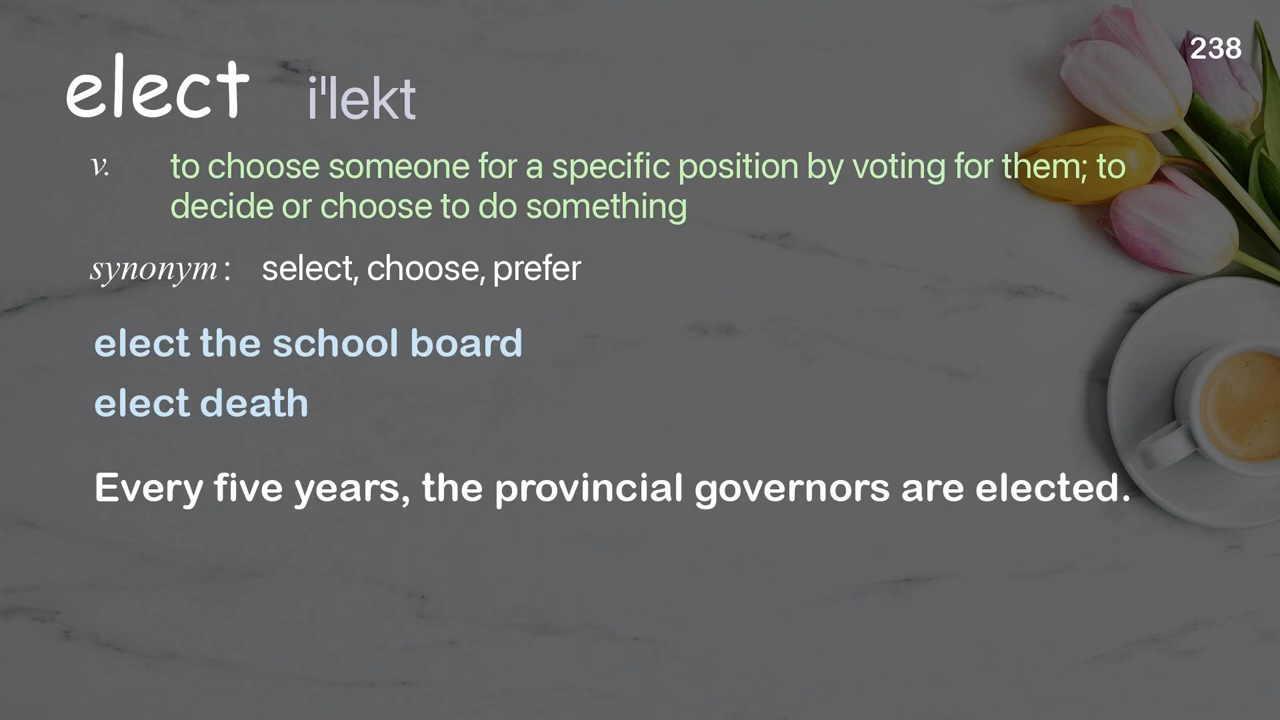 238
elect iˈlekt
v. to choose someone for a specific position by voting for them; to
decide or choose to do something
synonym: select, choose, prefer
elect the school board
elect death
Every five years, the provincial governors are elected.